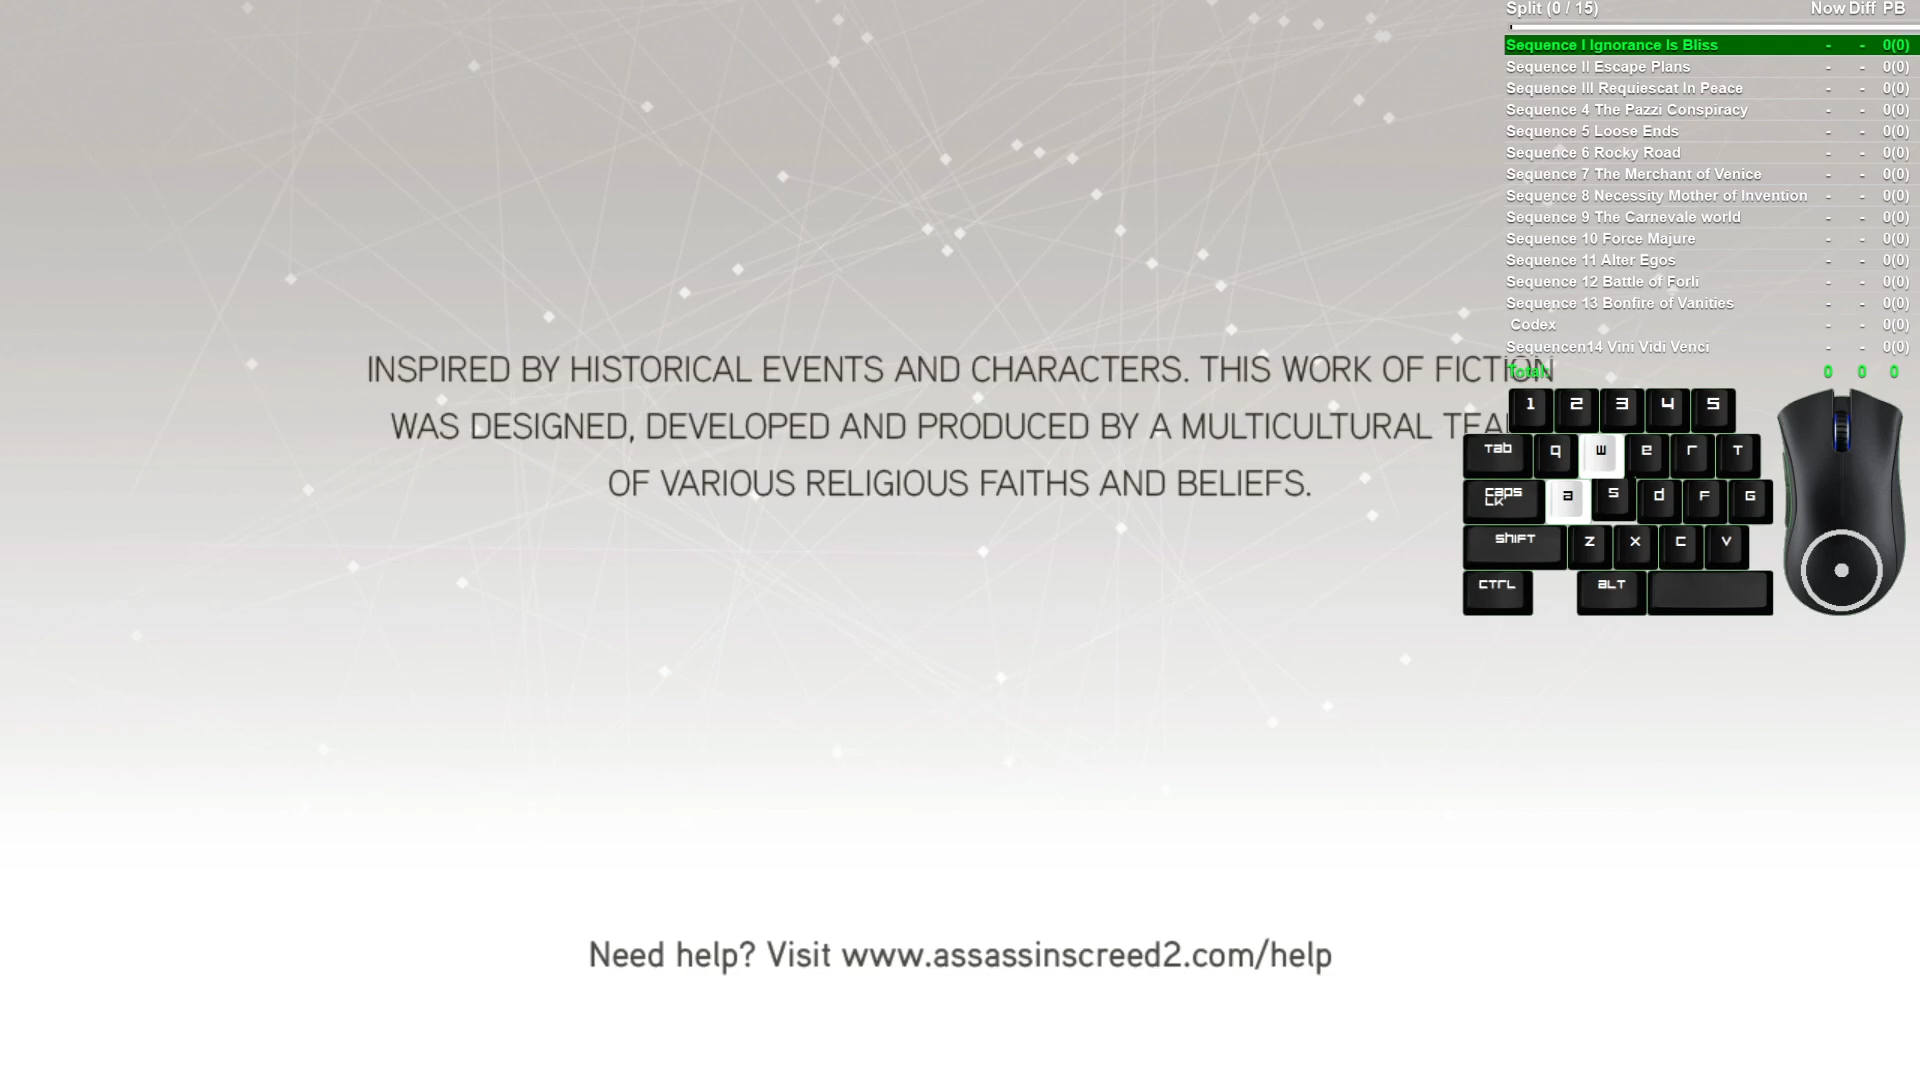 Split (0 / 15) Now Diff PB
Sequence I Ignorance Is Bliss - - 0(0)
Sequence II Escape Plans - - 0(0)
Sequence III Requiescat In Peace - - 0(0)
Sequence 4 The Pazzi Conspiracy - - 0(0)
Sequence 5 Loose Ends - - 0(0)
Sequence 6 Rocky Road - - 0(0)
Sequence 7 The Merchant of Venice - - 0(0)
Sequence 8 Necessity Mother of Invention - - 0(0)
Sequence 9 The Carnevale world - - 0(0)
Sequence 10 Force Majure - - 0(0)
Sequence 11 Alter Egos - - 0(0)
Sequence 12 Battle of Forli - - 0(0)
Sequence 13 Bonfire of Vanities - - 0(0)
Codex - - 0(0)
Sequencen14 Vini Vidi Venci - - 0(0)
Total: 0 0 0
INSPIRED BY HISTORICAL EVENTS AND CHARACTERS. THIS WORK OF FICTION
WAS DESIGNED, DEVELOPED AND PRODUCED BY A MULTICULTURAL TEA
OF VARIOUS RELIGIOUS FAITHS AND BELIEFS.
1 2 3 4 5
Tab q w e r T
caps LK a s d F G
shift z x c v
CTRL aLT
Need help? Visit www.assassinscreed2.com/help